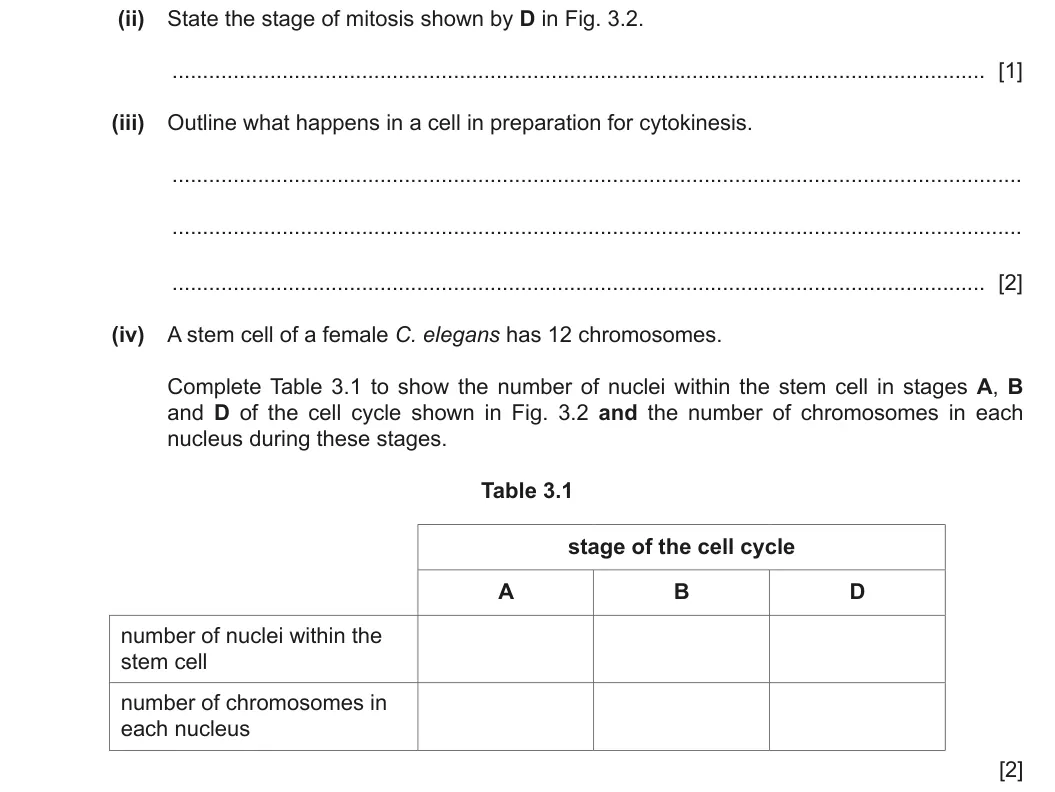 (ii) State the stage of mitosis shown by D in Fig. 3.2.
........................................................................................................................................ [1]
(iii) Outline what happens in a cell in preparation for cytokinesis.
..............................................................................................................................................
..............................................................................................................................................
........................................................................................................................................ [2]
(iv) A stem cell of a female C. elegans has 12 chromosomes.
Complete Table 3.1 to show the number of nuclei within the stem cell in stages A, B
and D of the cell cycle shown in Fig. 3.2 and the number of chromosomes in each
nucleus during these stages.
Table 3.1
stage of the cell cycle
A B D
number of nuclei within the
stem cell
number of chromosomes in
each nucleus
[2]